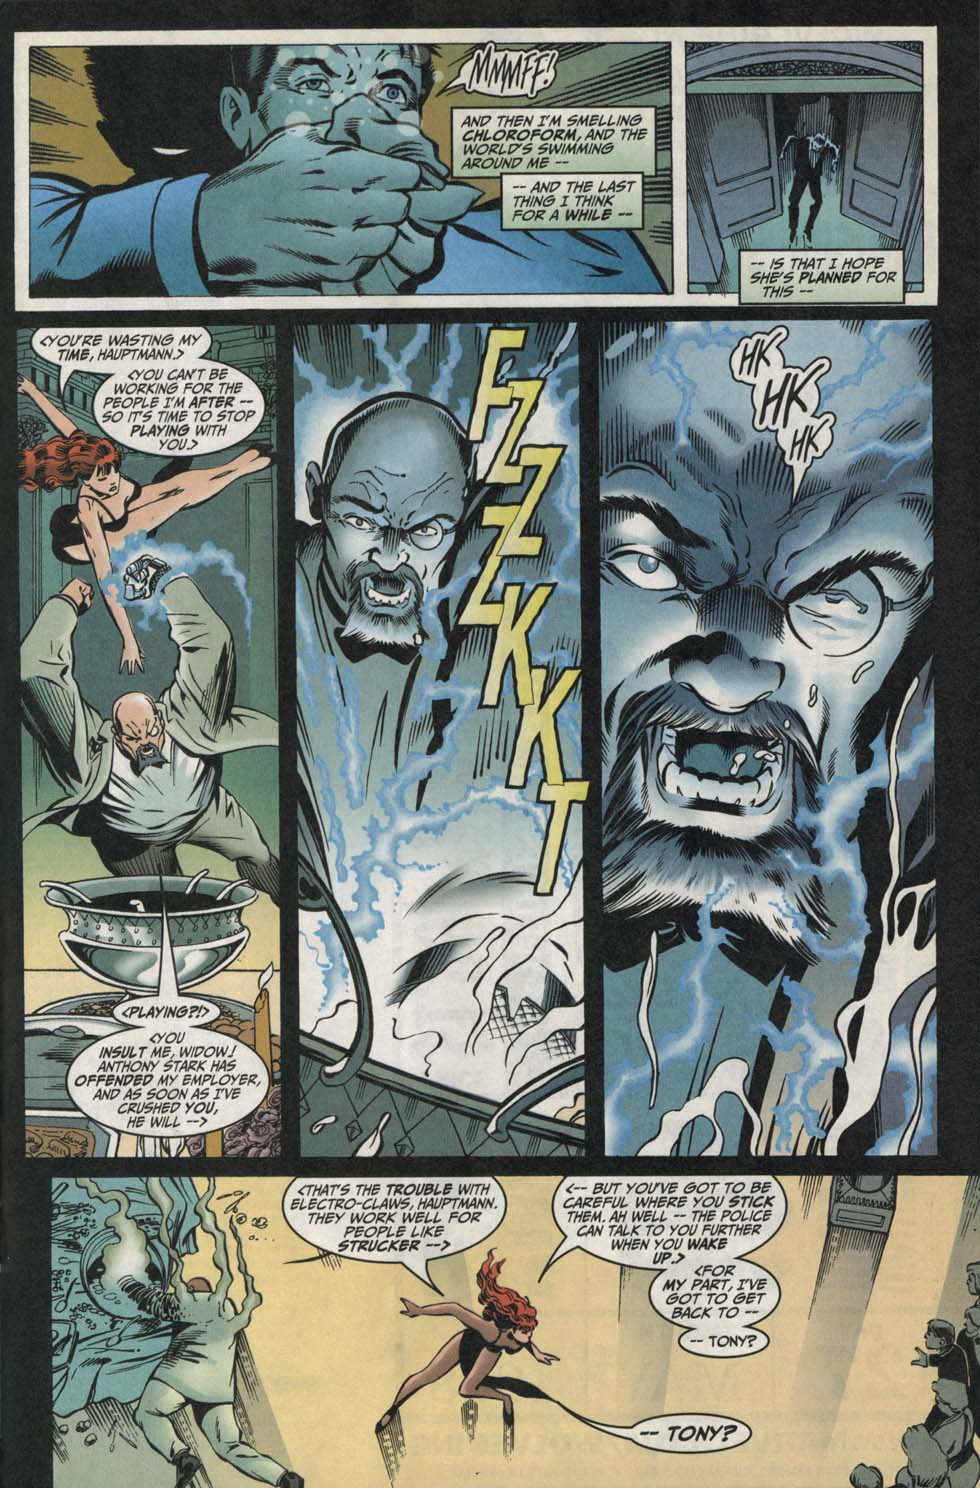 MMMFF!
AND THEN I'M SMELLING
CHLOROFORM, AND THE
WORLD'S SWIMMING
AROUND ME --
-- AND THE LAST
THING I THINK
FOR A WHILE --
-- IS THAT I HOPE
SHE'S PLANNED FOR
THIS --
<YOU'RE WASTING MY
TIME, HAUPTMANN.>
<YOU CAN'T BE
WORKING FOR THE
PEOPLE I'M AFTER --
SO IT'S TIME TO STOP
PLAYING WITH
YOU.>
<PLAYING?!>
<YOU
INSULT ME, WIDOW!
ANTHONY STARK HAS
OFFENDED MY EMPLOYER,
AND AS SOON AS I'VE
CRUSHED YOU,
HE WILL -->
FZZZKKKT
HK
HK
HK
<THAT'S THE TROUBLE WITH
ELECTRO-CLAWS, HAUPTMANN.
THEY WORK WELL FOR
PEOPLE LIKE
STRUCKER -->
<-- BUT YOU'VE GOT TO BE
CAREFUL WHERE YOU STICK
THEM. AH WELL -- THE POLICE
CAN TALK TO YOU FURTHER
WHEN YOU WAKE
UP.>
<FOR
MY PART, I'VE
GOT TO GET
BACK TO --
-- TONY?
-- TONY?